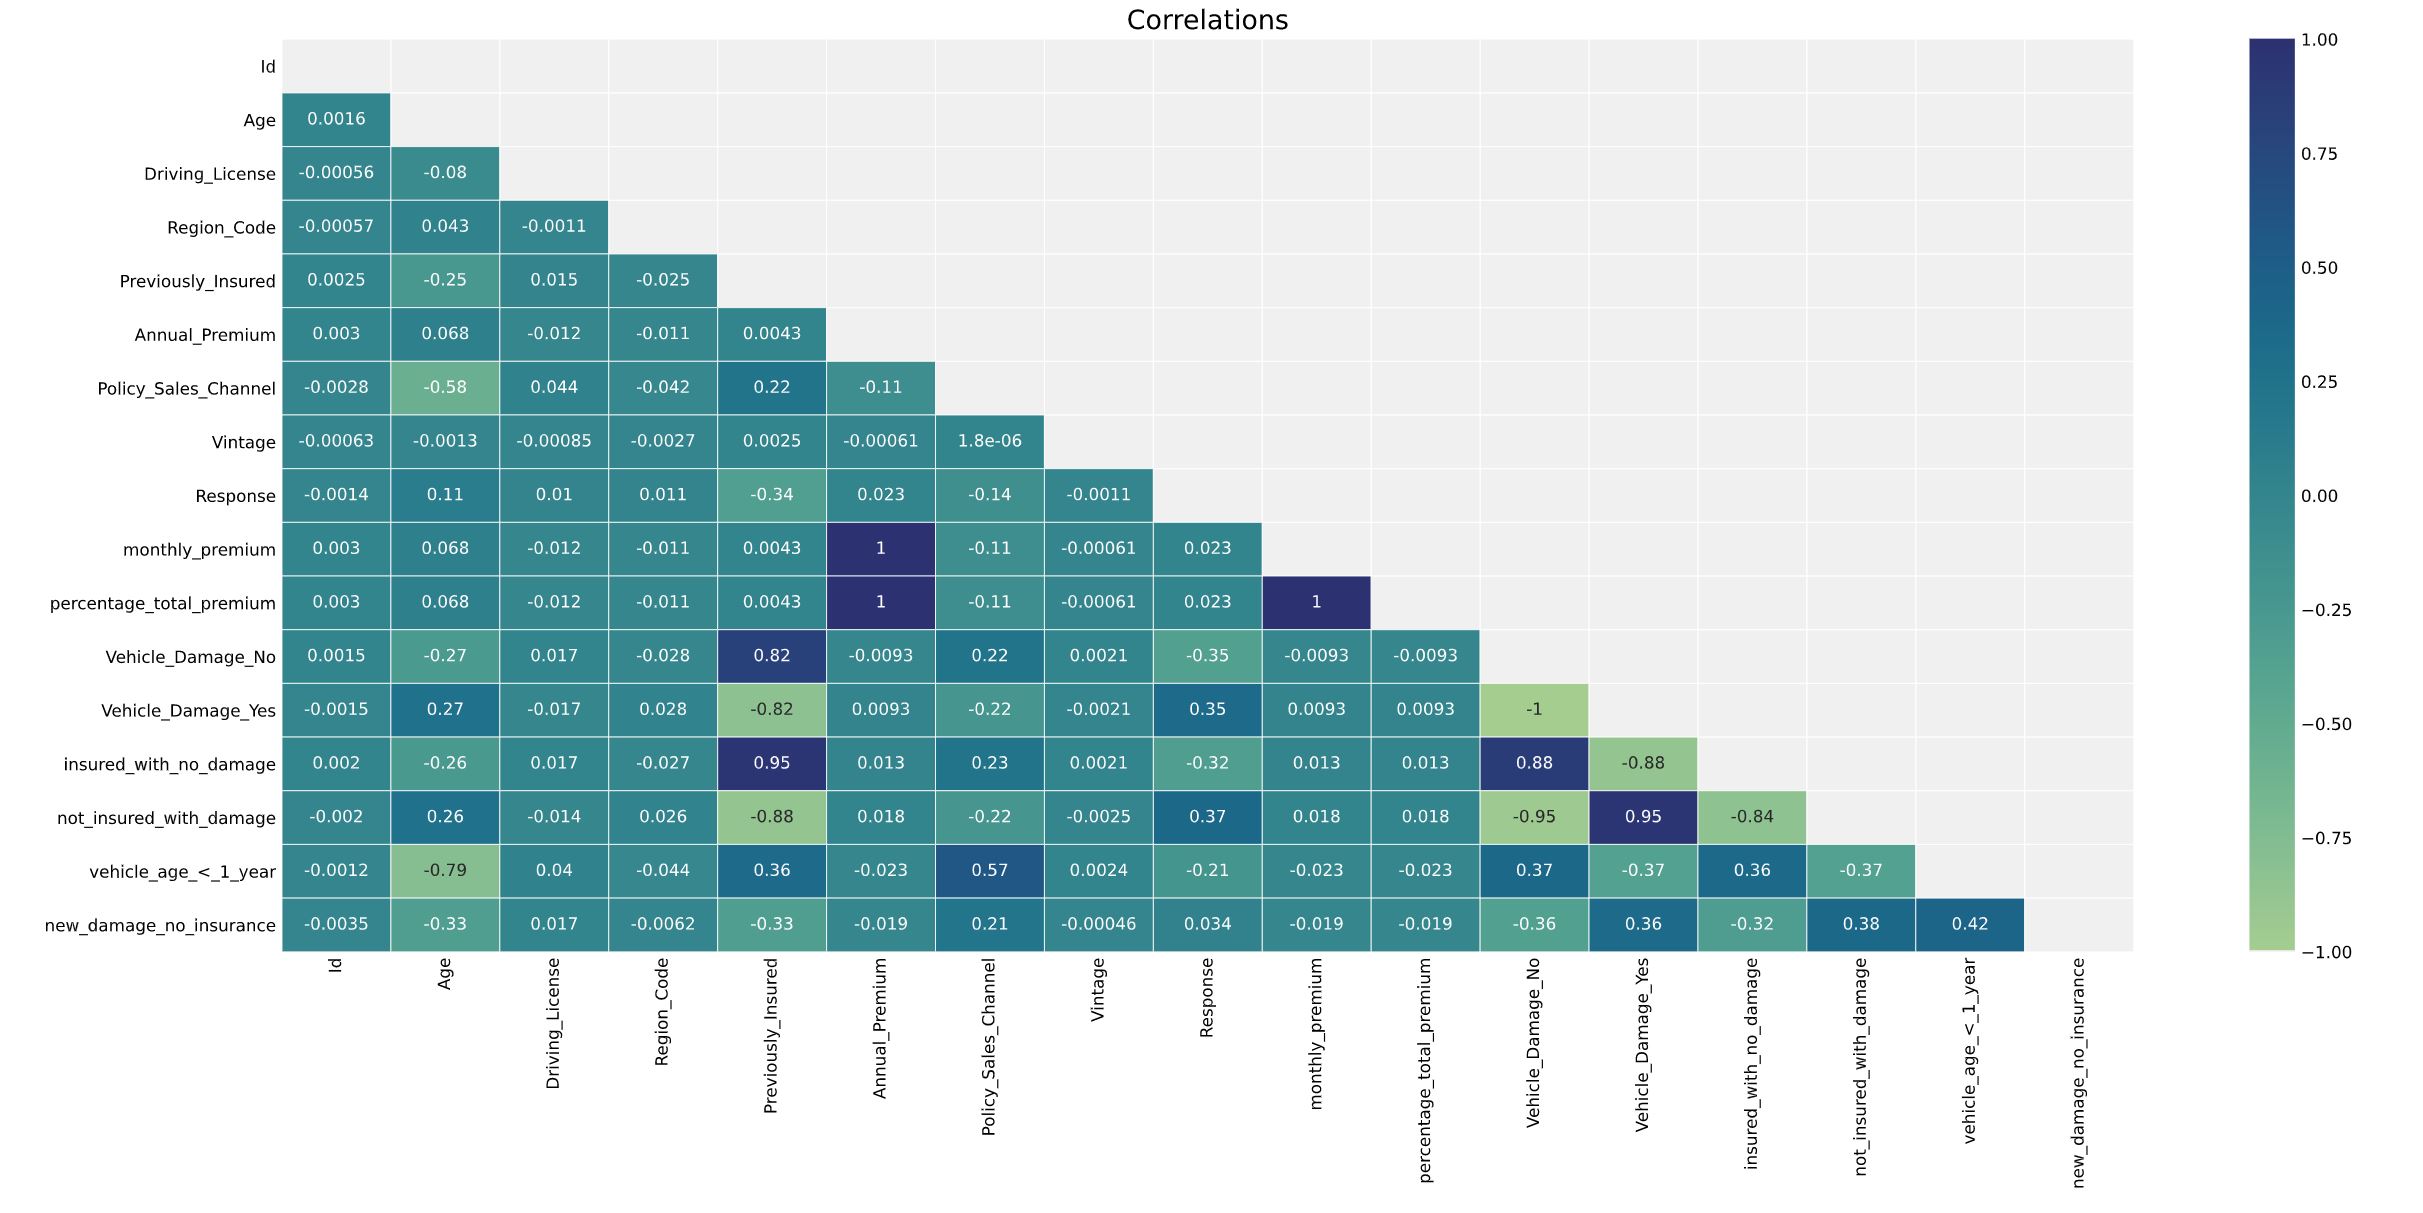 Correlations
Id
Age 0.0016
Driving_License -0.00056 -0.08
Region_Code -0.00057 0.043 -0.0011
Previously_Insured 0.0025 -0.25 0.015 -0.025
Annual_Premium 0.003 0.068 -0.012 -0.011 0.0043
Policy_Sales_Channel -0.0028 -0.58 0.044 -0.042 0.22 -0.11
Vintage -0.00063 -0.0013 -0.00085 -0.0027 0.0025 -0.00061 1.8e-06
Response -0.0014 0.11 0.01 0.011 -0.34 0.023 -0.14 -0.0011
monthly_premium 0.003 0.068 -0.012 -0.011 0.0043 1 -0.11 -0.00061 0.023
percentage_total_premium 0.003 0.068 -0.012 -0.011 0.0043 1 -0.11 -0.00061 0.023 1
Vehicle_Damage_No 0.0015 -0.27 0.017 -0.028 0.82 -0.0093 0.22 0.0021 -0.35 -0.0093 -0.0093
Vehicle_Damage_Yes -0.0015 0.27 -0.017 0.028 -0.82 0.0093 -0.22 -0.0021 0.35 0.0093 0.0093 -1
insured_with_no_damage 0.002 -0.26 0.017 -0.027 0.95 0.013 0.23 0.0021 -0.32 0.013 0.013 0.88 -0.88
not_insured_with_damage -0.002 0.26 -0.014 0.026 -0.88 0.018 -0.22 -0.0025 0.37 0.018 0.018 -0.95 0.95 -0.84
vehicle_age_<_1_year -0.0012 -0.79 0.04 -0.044 0.36 -0.023 0.57 0.0024 -0.21 -0.023 -0.023 0.37 -0.37 0.36 -0.37
new_damage_no_insurance -0.0035 -0.33 0.017 -0.0062 -0.33 -0.019 0.21 -0.00046 0.034 -0.019 -0.019 -0.36 0.36 -0.32 0.38 0.42
Id
Age
Driving_License
Region_Code
Previously_Insured
Annual_Premium
Policy_Sales_Channel
Vintage
Response
monthly_premium
percentage_total_premium
Vehicle_Damage_No
Vehicle_Damage_Yes
insured_with_no_damage
not_insured_with_damage
vehicle_age_<_1_year
new_damage_no_insurance
1.00
0.75
0.50
0.25
0.00
−0.25
−0.50
−0.75
−1.00